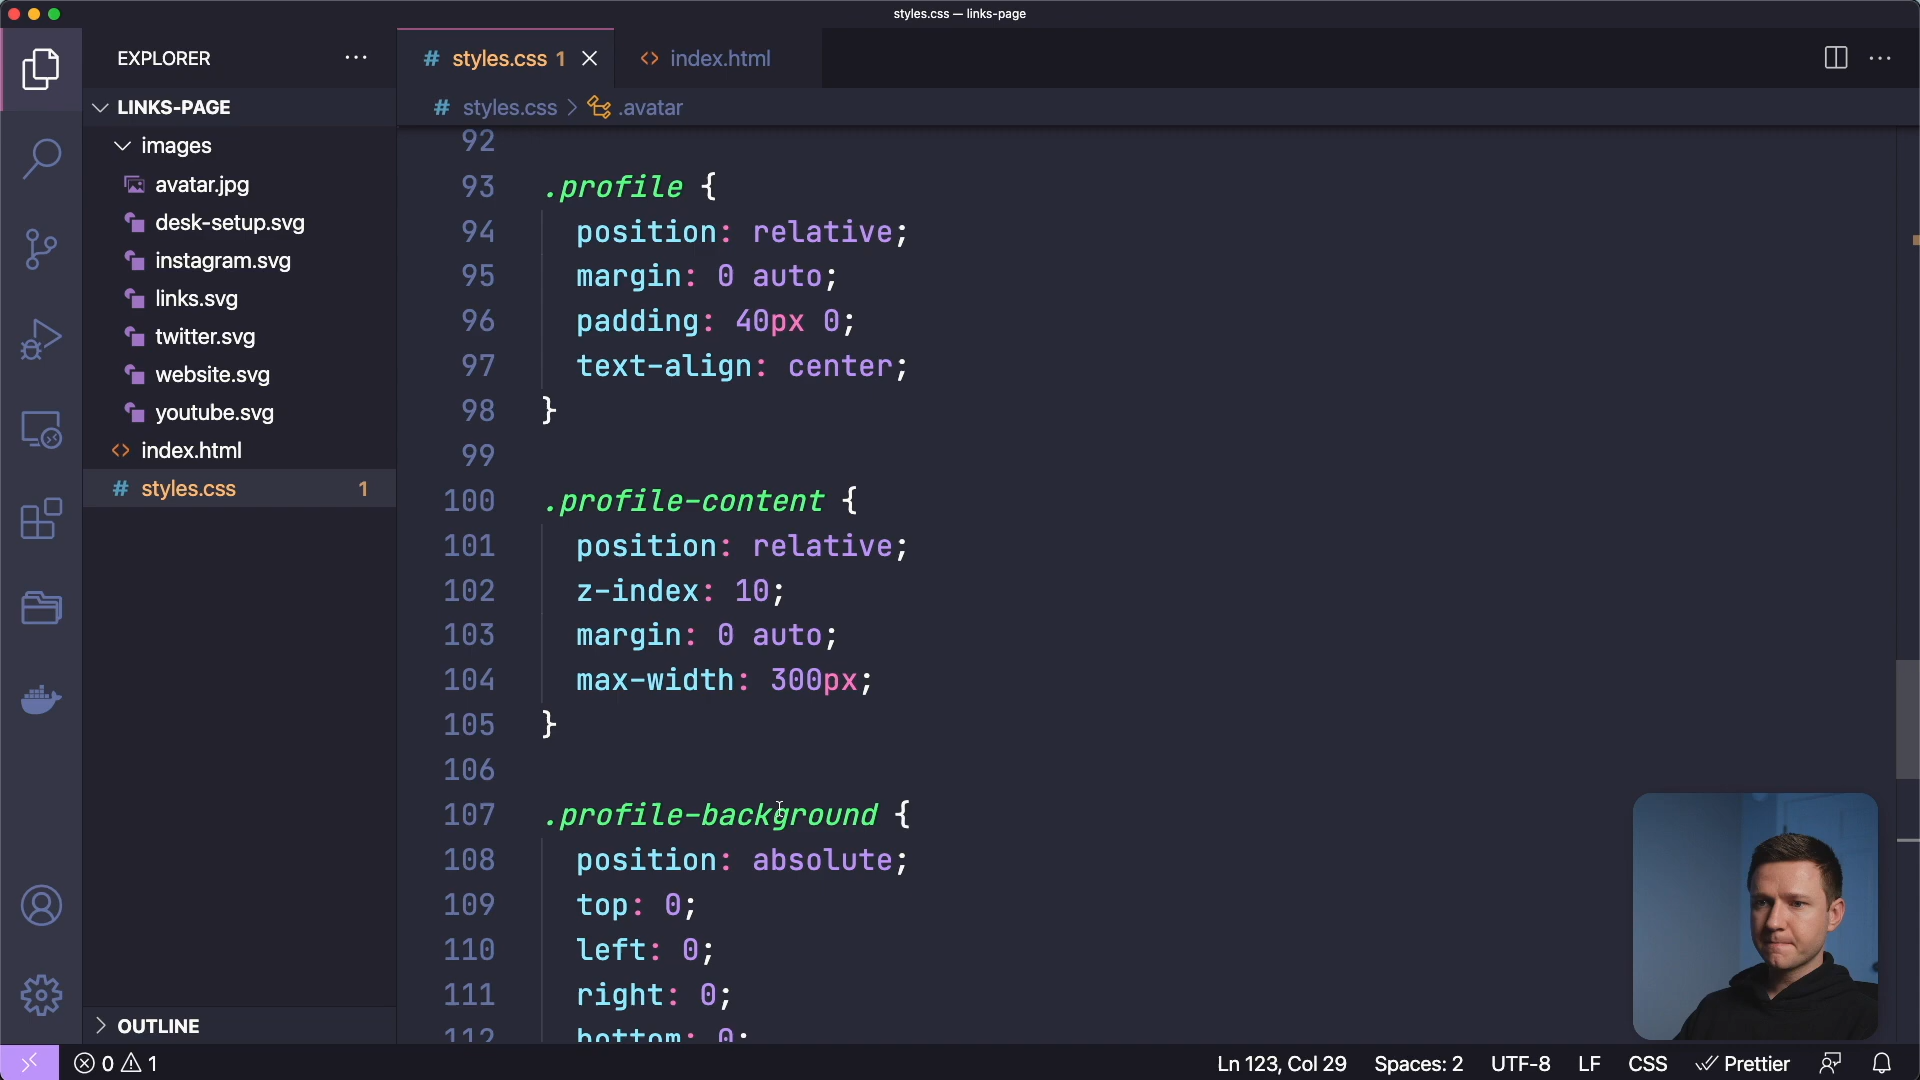 styles.css — links-page
EXPLORER
LINKS-PAGE
images
avatar.jpg
desk-setup.svg
instagram.svg
links.svg
twitter.svg
website.svg
youtube.svg
index.html
styles.css 1
OUTLINE
# styles.css 1
<> index.html
# styles.css > .avatar
92
93 .profile {
94 position: relative;
95 margin: 0 auto;
96 padding: 40px 0;
97 text-align: center;
98 }
99
100 .profile-content {
101 position: relative;
102 z-index: 10;
103 margin: 0 auto;
104 max-width: 300px;
105 }
106
107 .profile-background {
108 position: absolute;
109 top: 0;
110 left: 0;
111 right: 0;
112 bottom: 0;
0 1
Ln 123, Col 29 Spaces: 2 UTF-8 LF CSS Prettier